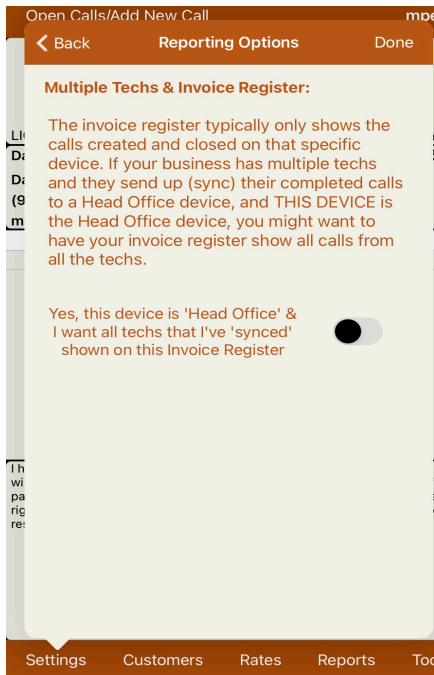 Open Calls/Add New Call
Back
Reporting Options
Done
Multiple Techs & Invoice Register:
The invoice register typically only shows the
calls created and closed on that specific
device. If your business has multiple techs
and they send up (sync) their completed calls
to a Head Office device, and THIS DEVICE is
the Head Office device, you might want to
have your invoice register show all calls from
all the techs.
Yes, this device is 'Head Office' &
I want all techs that I've 'synced'
shown on this Invoice Register
Settings
Customers
Rates
Reports